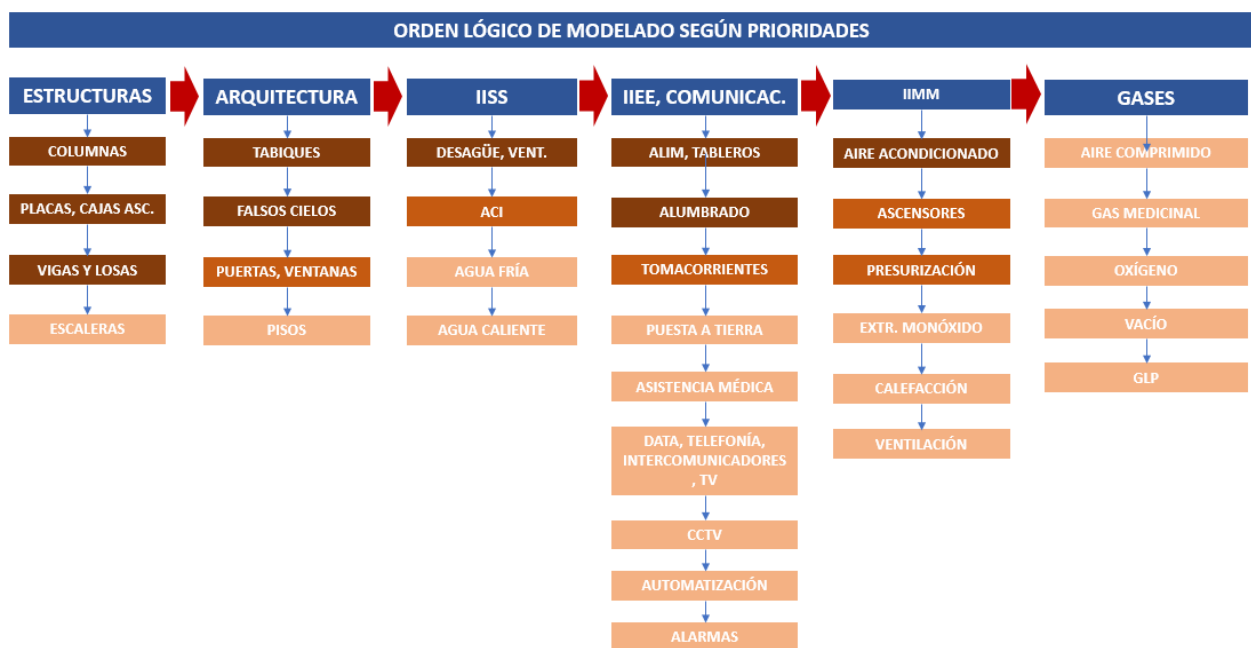 ORDEN LÓGICO DE MODELADO SEGÚN PRIORIDADES
ESTRUCTURAS
COLUMNAS
PLACAS, CAJAS ASC.
VIGAS Y LOSAS
ESCALERAS
ARQUITECTURA
TABIQUES
FALSOS CIELOS
PUERTAS, VENTANAS
PISOS
IISS
DESAGÜE, VENT.
ACI
AGUA FRÍA
AGUA CALIENTE
IIEE, COMUNICAC.
ALIM, TABLEROS
ALUMBRADO
TOMACORRIENTES
PUESTA A TIERRA
ASISTENCIA MÉDICA
DATA, TELEFONÍA,
INTERCOMUNICADORES
, TV
CCTV
AUTOMATIZACIÓN
ALARMAS
IIMM
AIRE ACONDICIONADO
ASCENSORES
PRESURIZACIÓN
EXTR. MONÓXIDO
CALEFACCIÓN
VENTILACIÓN
GASES
AIRE COMPRIMIDO
GAS MEDICINAL
OXÍGENO
VACÍO
GLP